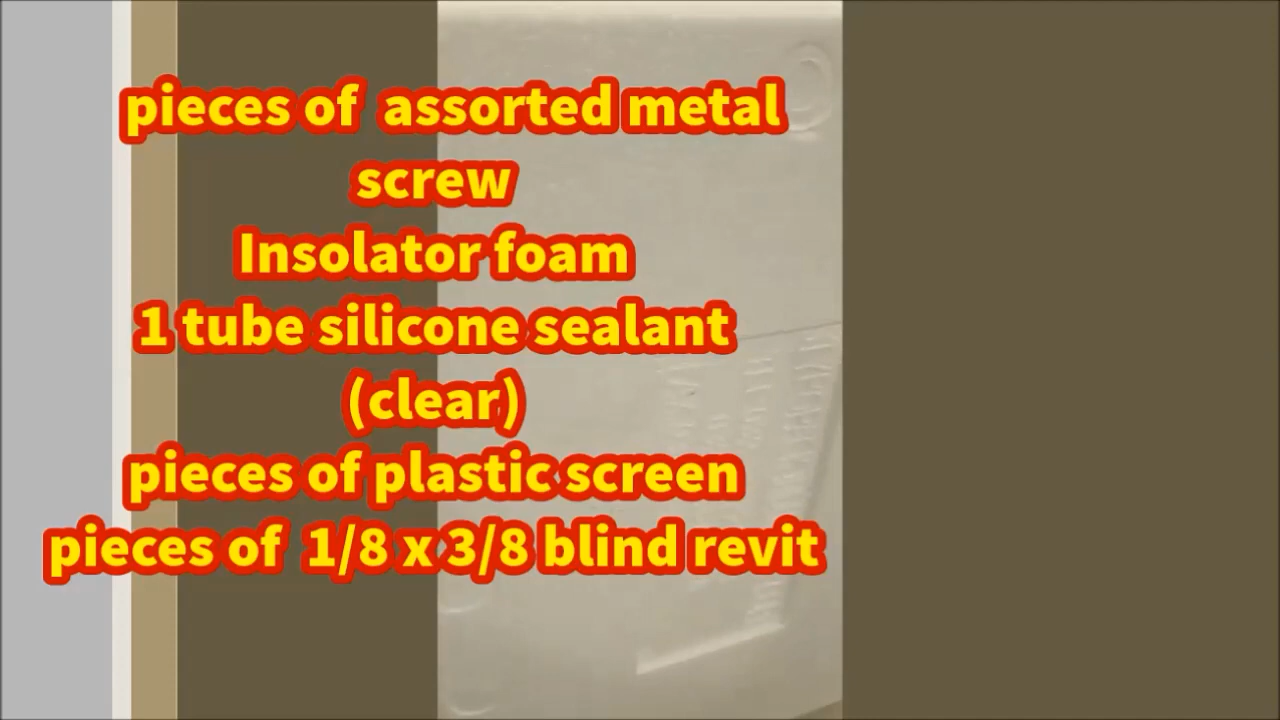 pieces of  assorted metal
screw
Insolator foam
1 tube silicone sealant
(clear)
pieces of plastic screen
pieces of  1/8 x 3/8 blind revit